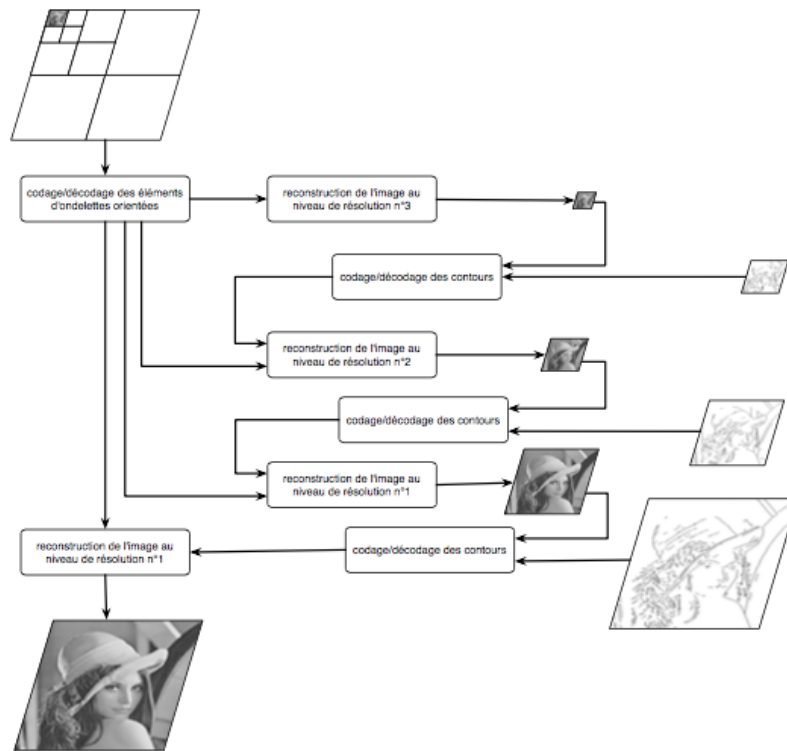 codage/décodage des éléments
d'ondelettes orientées
reconstruction de l'image au
niveau de résolution n°3
codage/décodage des contours
reconstruction de l'image au
niveau de résolution n°2
codage/décodage des contours
reconstruction de l'image au
niveau de résolution n°1
reconstruction de l'image au
niveau de résolution n°1
codage/décodage des contours